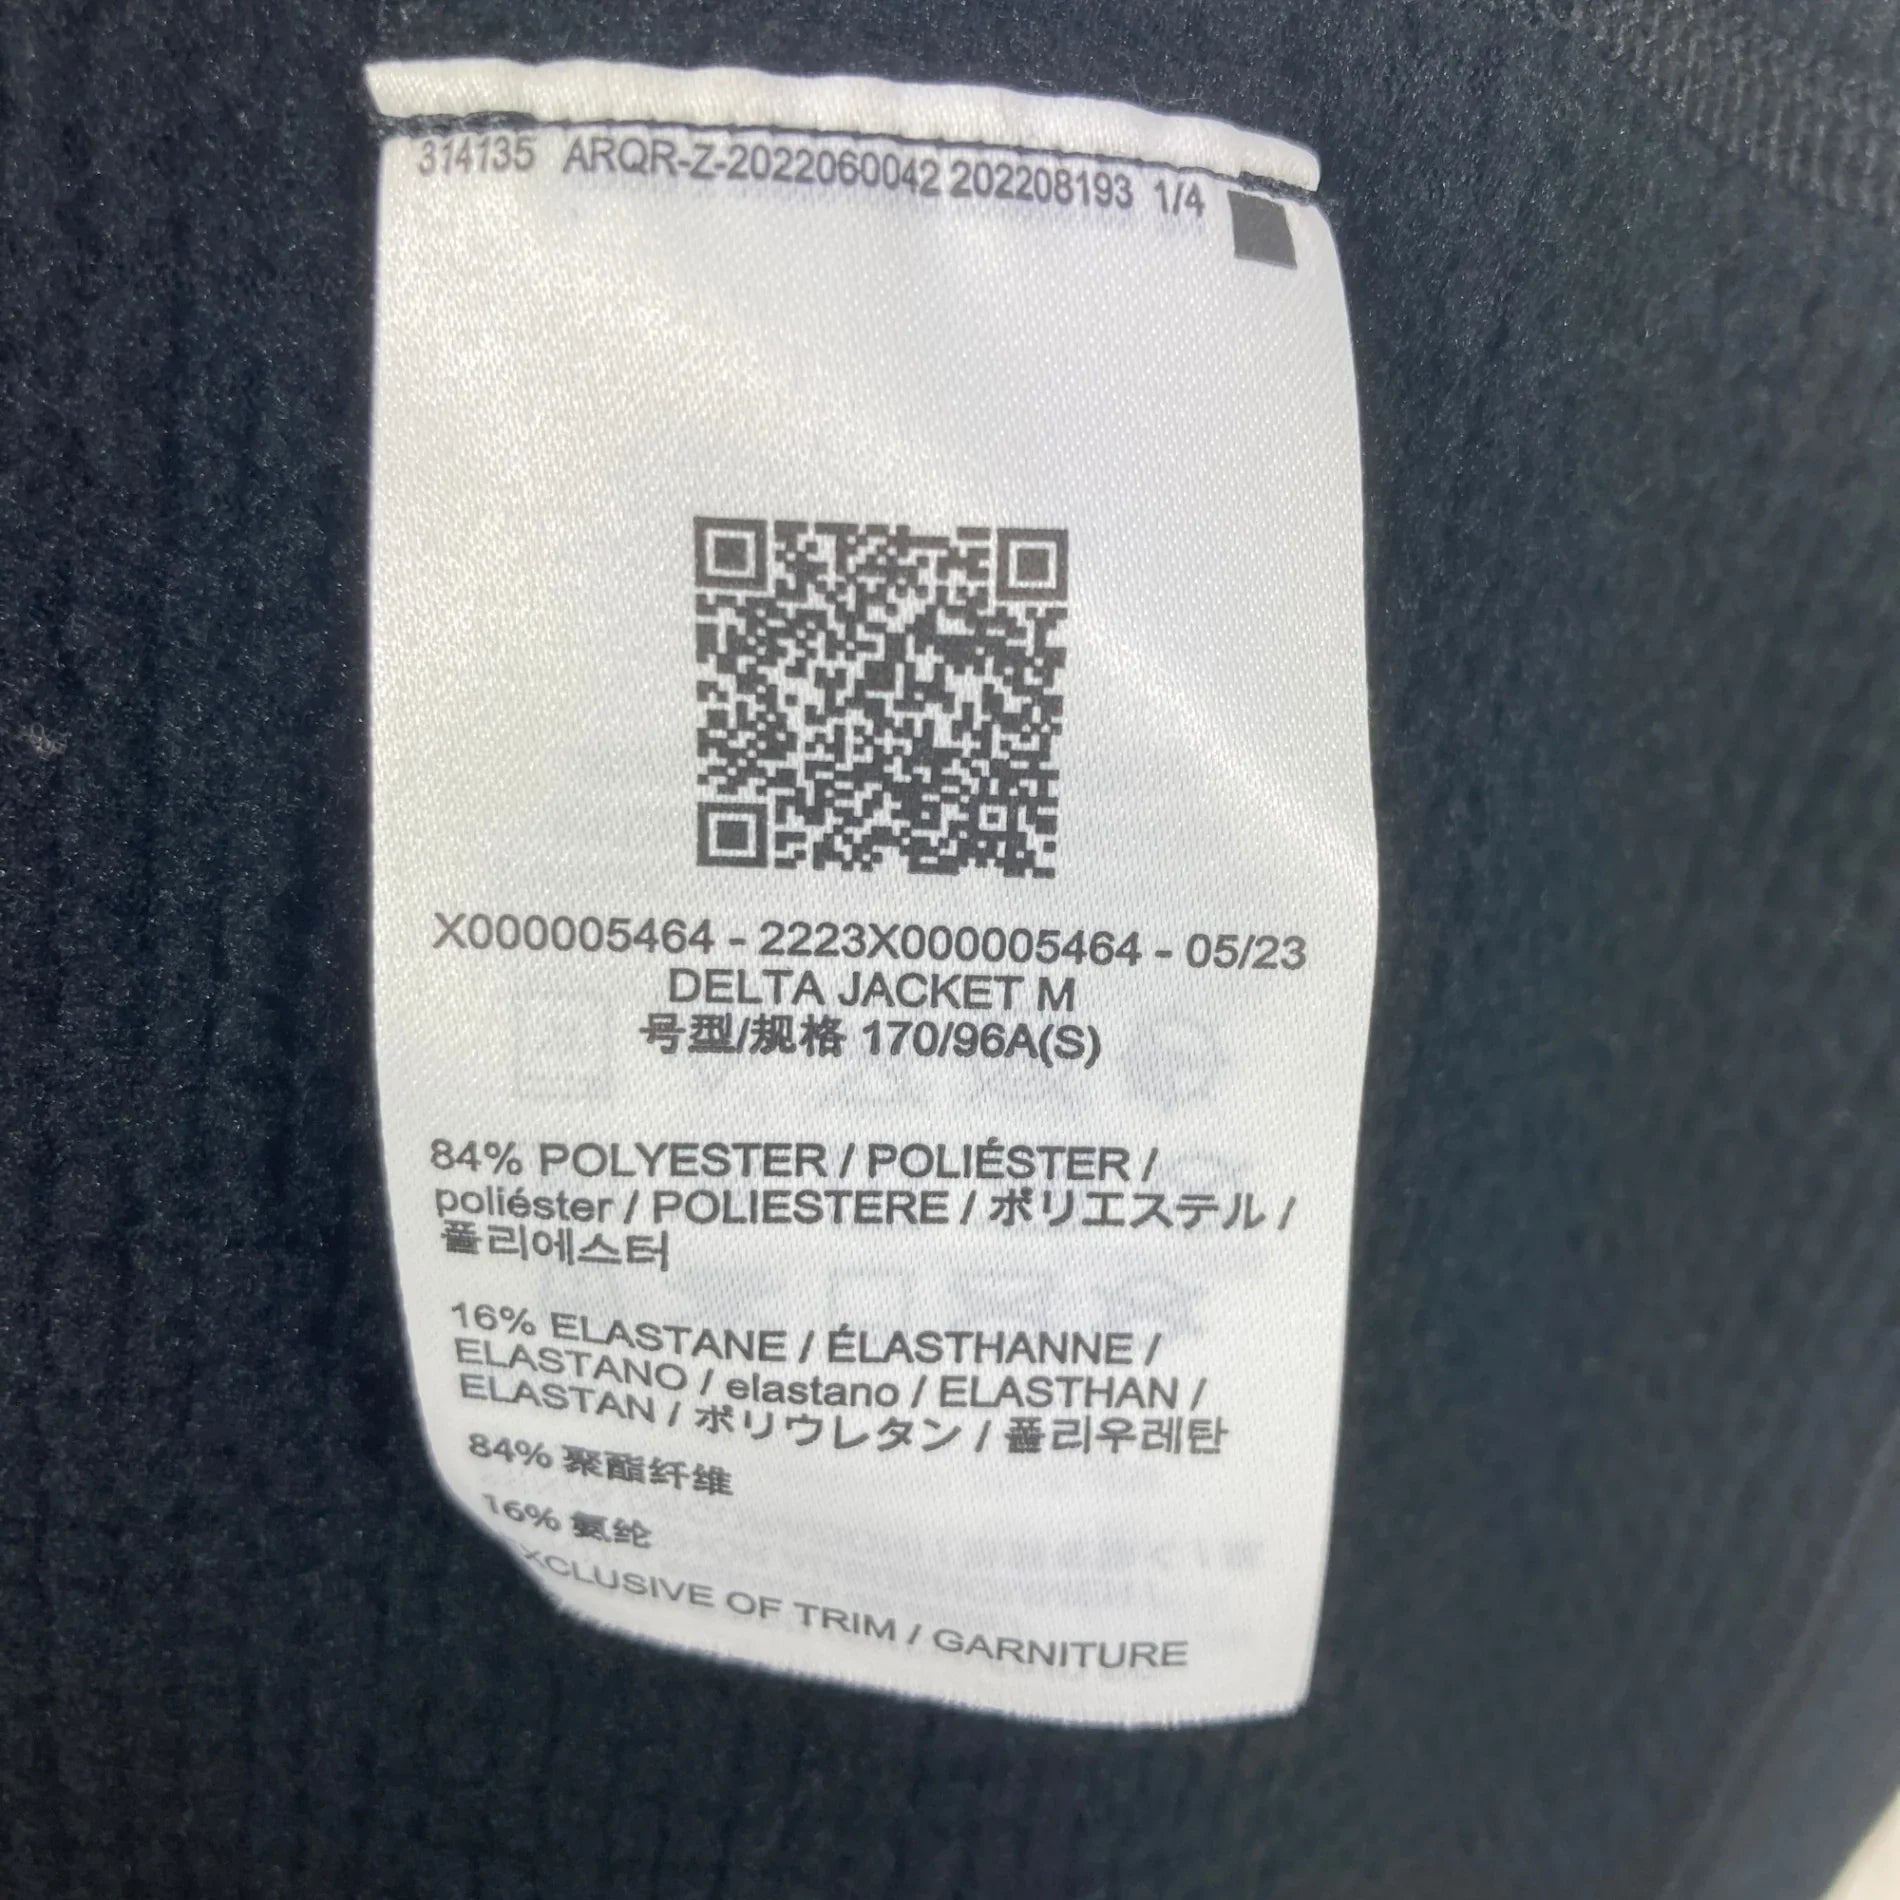 314135 ARQR-Z-2022060042 202208193 1/4
X000005464 - 2223X000005464 - 05/23
DELTA JACKET M
号型/规格 170/96A(S)
84% POLYESTER / POLIÉSTER /
poliéster / POLIESTERE / ポリエステル /
폴리에스터
16% ELASTANE / ÉLASTHANNE /
ELASTANO / elastano / ELASTHAN /
ELASTAN / ポリウレタン / 폴리우레탄
84% 聚酯纤维
16% 氨纶
EXCLUSIVE OF TRIM / GARNITURE